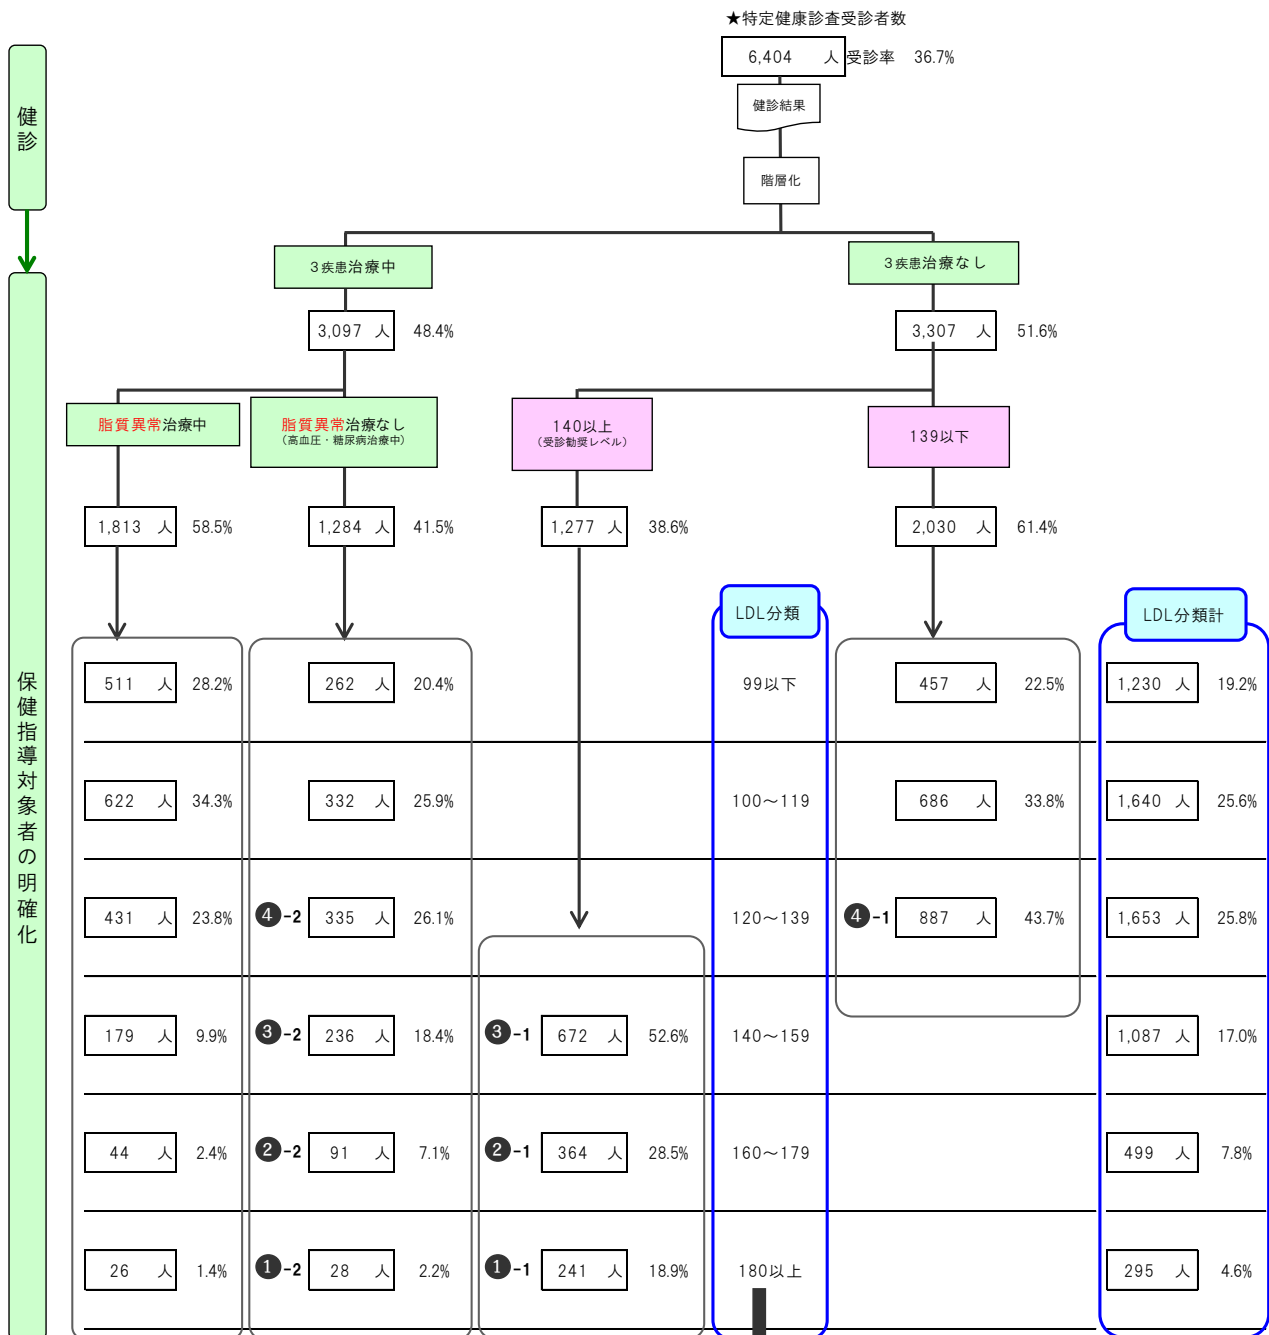 ★特定健康診査受診者数
6,404 人 受診率 36.7%
健診
健診結果
階層化
3疾患治療中
3疾患治療なし
3,097 人 48.4%
3,307 人 51.6%
脂質異常治療中
脂質異常治療なし
(高血圧・糖尿病治療中)
140以上
(受診勧奨レベル)
139以下
1,813 人 58.5%
1,284 人 41.5%
1,277 人 38.6%
2,030 人 61.4%
保健指導対象者の明確化
LDL分類
LDL分類計
511 人 28.2% 262 人 20.4% 99以下 457 人 22.5% 1,230 人 19.2%
622 人 34.3% 332 人 25.9% 100～119 686 人 33.8% 1,640 人 25.6%
431 人 23.8% ❹-2 335 人 26.1% 120～139 ❹-1 887 人 43.7% 1,653 人 25.8%
179 人 9.9% ❸-2 236 人 18.4% ❸-1 672 人 52.6% 140～159 1,087 人 17.0%
44 人 2.4% ❷-2 91 人 7.1% ❷-1 364 人 28.5% 160～179 499 人 7.8%
26 人 1.4% ❶-2 28 人 2.2% ❶-1 241 人 18.9% 180以上 295 人 4.6%